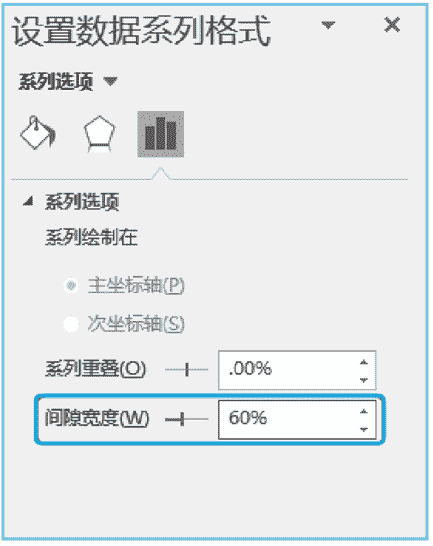 设置数据系列格式
系列选项
系列选项
系列绘制在
主坐标轴(P)
次坐标轴(S)
系列重叠(O) .00%
间隙宽度(W) 60%